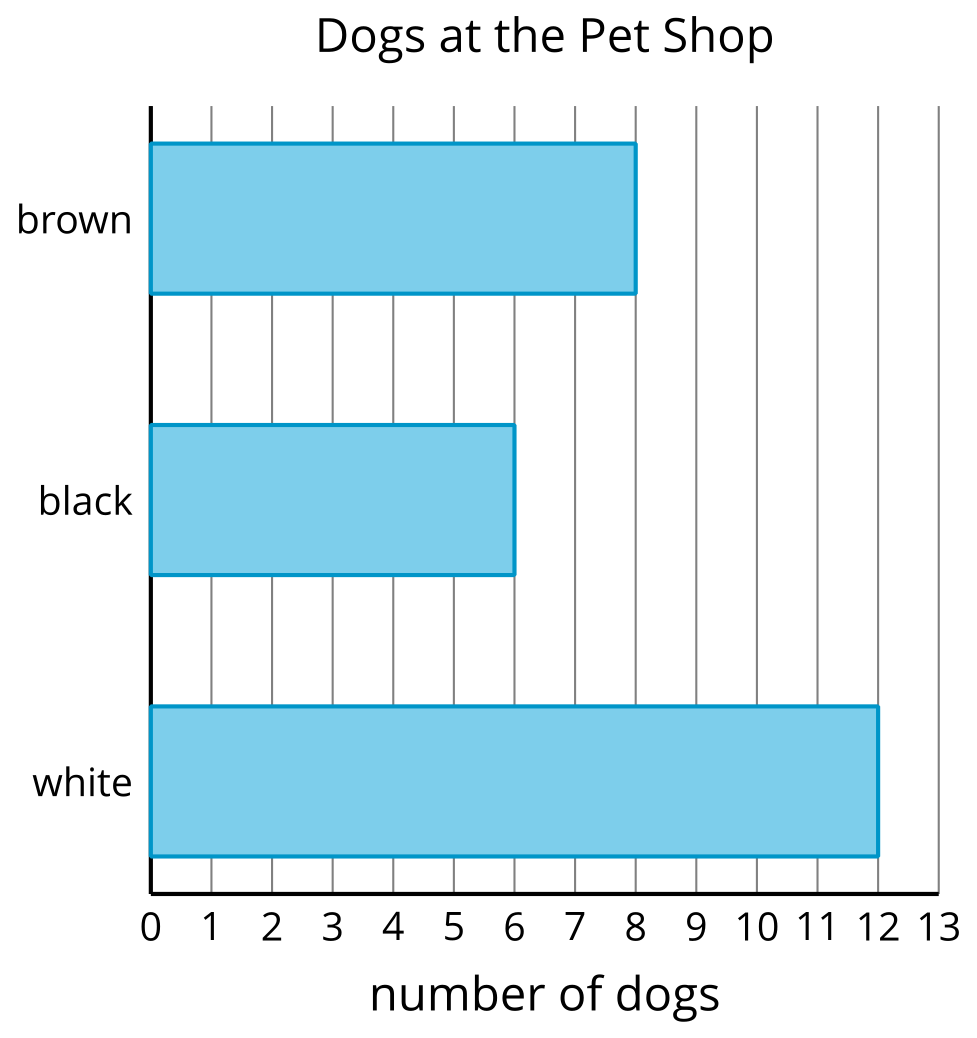 Dogs at the Pet Shop
brown
black
white
0 1 2 3 4 5 6 7 8 9 10 11 12 13
number of dogs